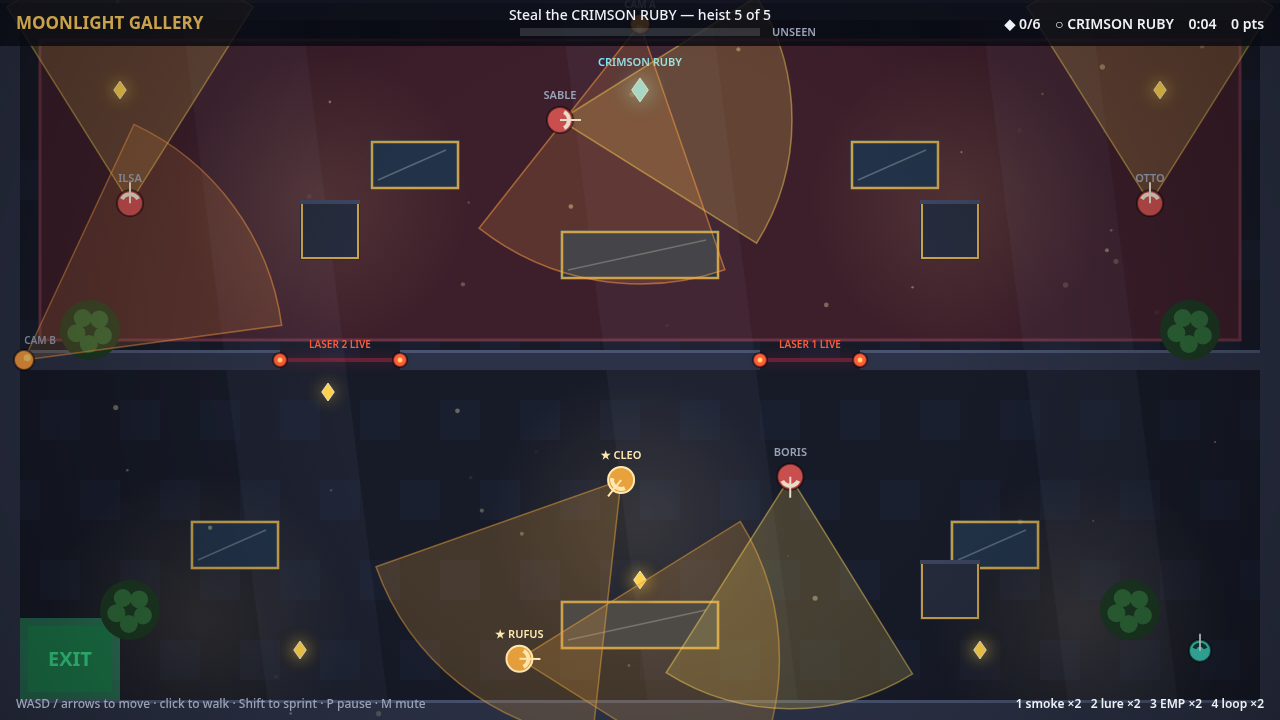 MOONLIGHT GALLERY
Steal the CRIMSON RUBY — heist 5 of 5
◆ 0/6 ○ CRIMSON RUBY 0:04 0 pts
UNSEEN
CAM A
CRIMSON RUBY
SABLE
ILSA
OTTO
CAM B
LASER 2 LIVE
LASER 1 LIVE
★ CLEO
BORIS
★ RUFUS
EXIT
WASD / arrows to move · click to walk · Shift to sprint · P pause · M mute
1 smoke ×2 2 lure ×2 3 EMP ×2 4 loop ×2